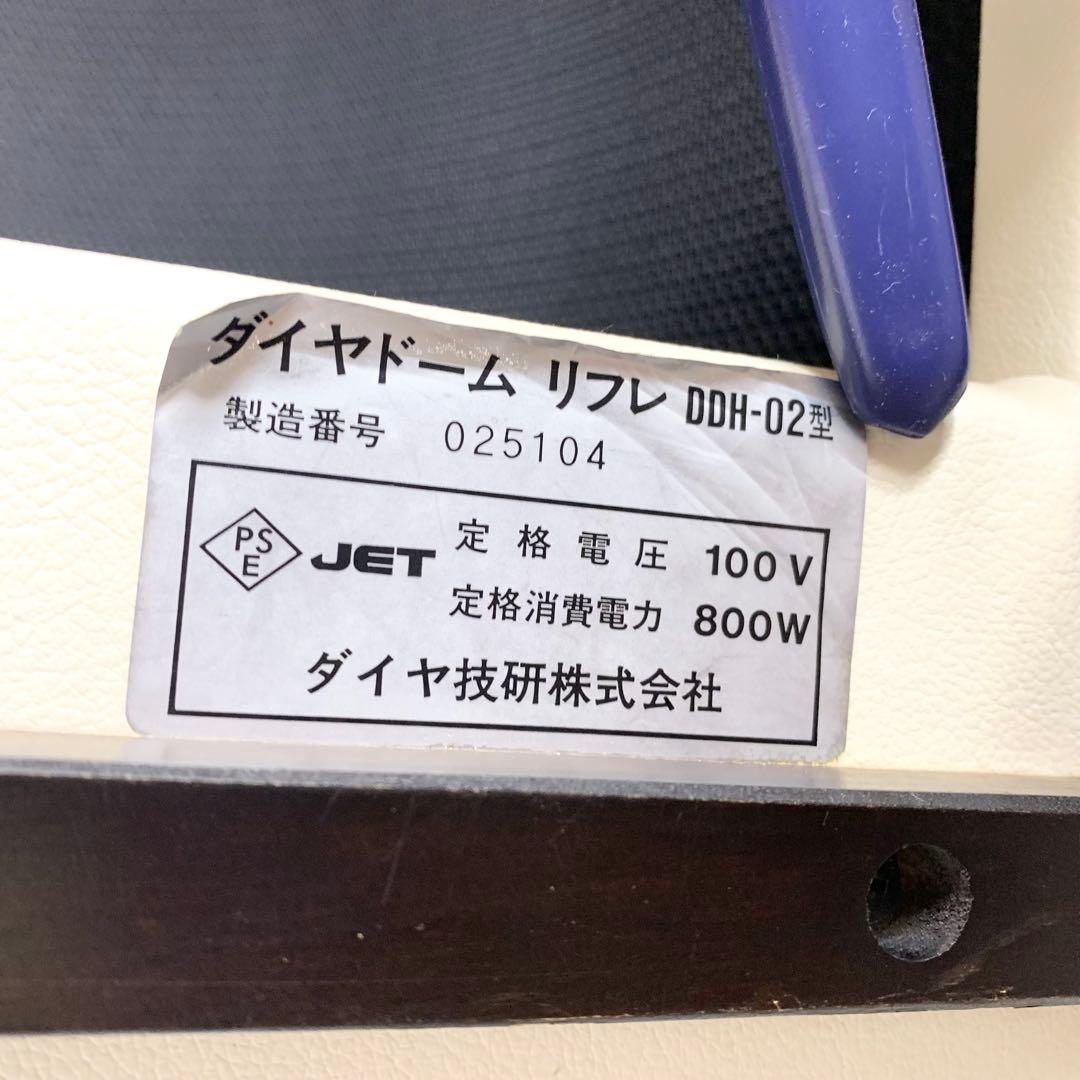 ダイヤドーム リフレ DDH-02型
製造番号 025104
PSE JET 定格電圧 100V
定格消費電力 800W
ダイヤ技研株式会社